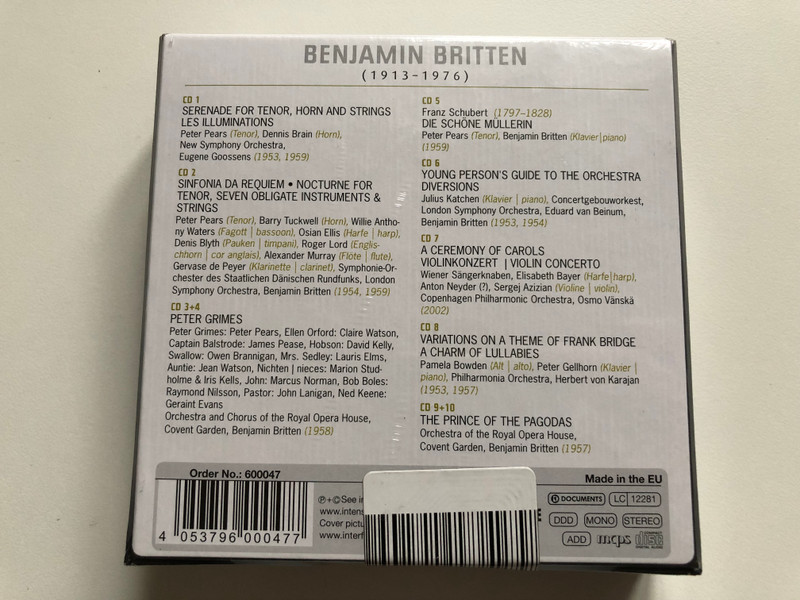 BENJAMIN BRITTEN
(1913-1976)
CD 1
SERENADE FOR TENOR, HORN AND STRINGS
LES ILLUMINATIONS
Peter Pears (Tenor), Dennis Brain (Horn),
New Symphony Orchestra,
Eugene Goossens (1953, 1959)
CD 2
SINFONIA DA REQUIEM • NOCTURNE FOR
TENOR, SEVEN OBLIGATE INSTRUMENTS &
STRINGS
Peter Pears (Tenor), Barry Tuckwell (Horn), Willie Antho-
ny Waters (Fagott | bassoon), Osian Ellis (Harfe | harp),
Denis Blyth (Pauken | timpani), Roger Lord (Englis-
chhorn | cor anglais), Alexander Murray (Flöte | flute),
Gervase de Peyer (Klarinette | clarinet), Symphonie-Or-
chester des Staatlichen Dänischen Rundfunks, London
Symphony Orchestra, Benjamin Britten (1954, 1959)
CD 3+4
PETER GRIMES
Peter Grimes: Peter Pears, Ellen Orford: Claire Watson,
Captain Balstrode: James Pease, Hobson: David Kelly,
Swallow: Owen Brannigan, Mrs. Sedley: Lauris Elms,
Auntie: Jean Watson, Nichten | nieces: Marion Stud-
holme & Iris Kells, John: Marcus Norman, Bob Boles:
Raymond Nilsson, Pastor: John Lanigan, Ned Keene:
Geraint Evans
Orchestra and Chorus of the Royal Opera House,
Covent Garden, Benjamin Britten (1958)
CD 5
Franz Schubert (1797-1828)
DIE SCHÖNE MÜLLERIN
Peter Pears (Tenor), Benjamin Britten (Klavier|piano)
(1959)
CD 6
YOUNG PERSON'S GUIDE TO THE ORCHESTRA
DIVERSIONS
Julius Katchen (Klavier | piano), Concertgebouworkest,
London Symphony Orchestra, Eduard van Beinum,
Benjamin Britten (1953, 1954)
CD 7
A CEREMONY OF CAROLS
VIOLINKONZERT | VIOLIN CONCERTO
Wiener Sängerknaben, Elisabeth Bayer (Harfe|harp),
Anton Neyder (?), Sergej Azizian (Violine | violin),
Copenhagen Philharmonic Orchestra, Osmo Vänskä
(2002)
CD 8
VARIATIONS ON A THEME OF FRANK BRIDGE
A CHARM OF LULLABIES
Pamela Bowden (Alt | alto), Peter Gellhorn (Klavier |
piano), Philharmonia Orchestra, Herbert von Karajan
(1953, 1957)
CD 9+10
THE PRINCE OF THE PAGODAS
Orchestra of the Royal Opera House,
Covent Garden, Benjamin Britten (1957)
Order No.: 600047
4 053796 000477
℗+©See in
www.intens
Cover pictu
www.interf
Made in the EU
DOCUMENTS LC 12281
DDD MONO STEREO
ADD mcps COMPACT disc DIGITAL AUDIO